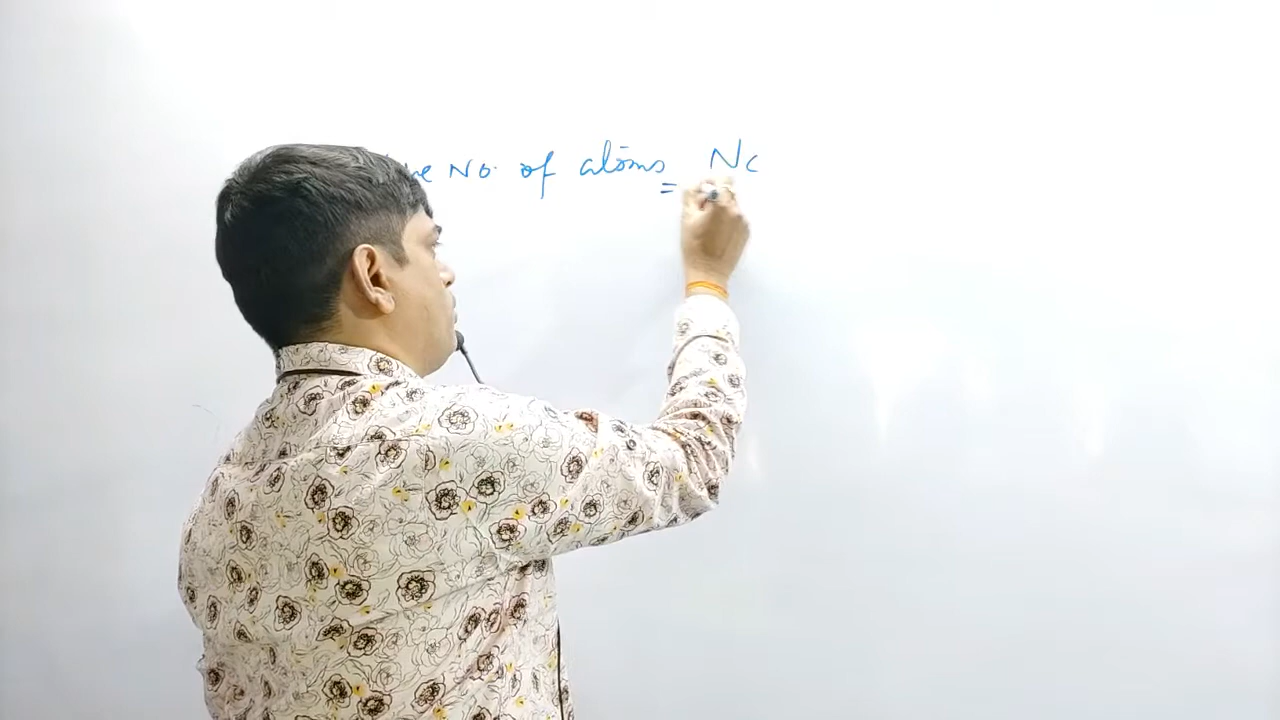 No. of atoms = Nc